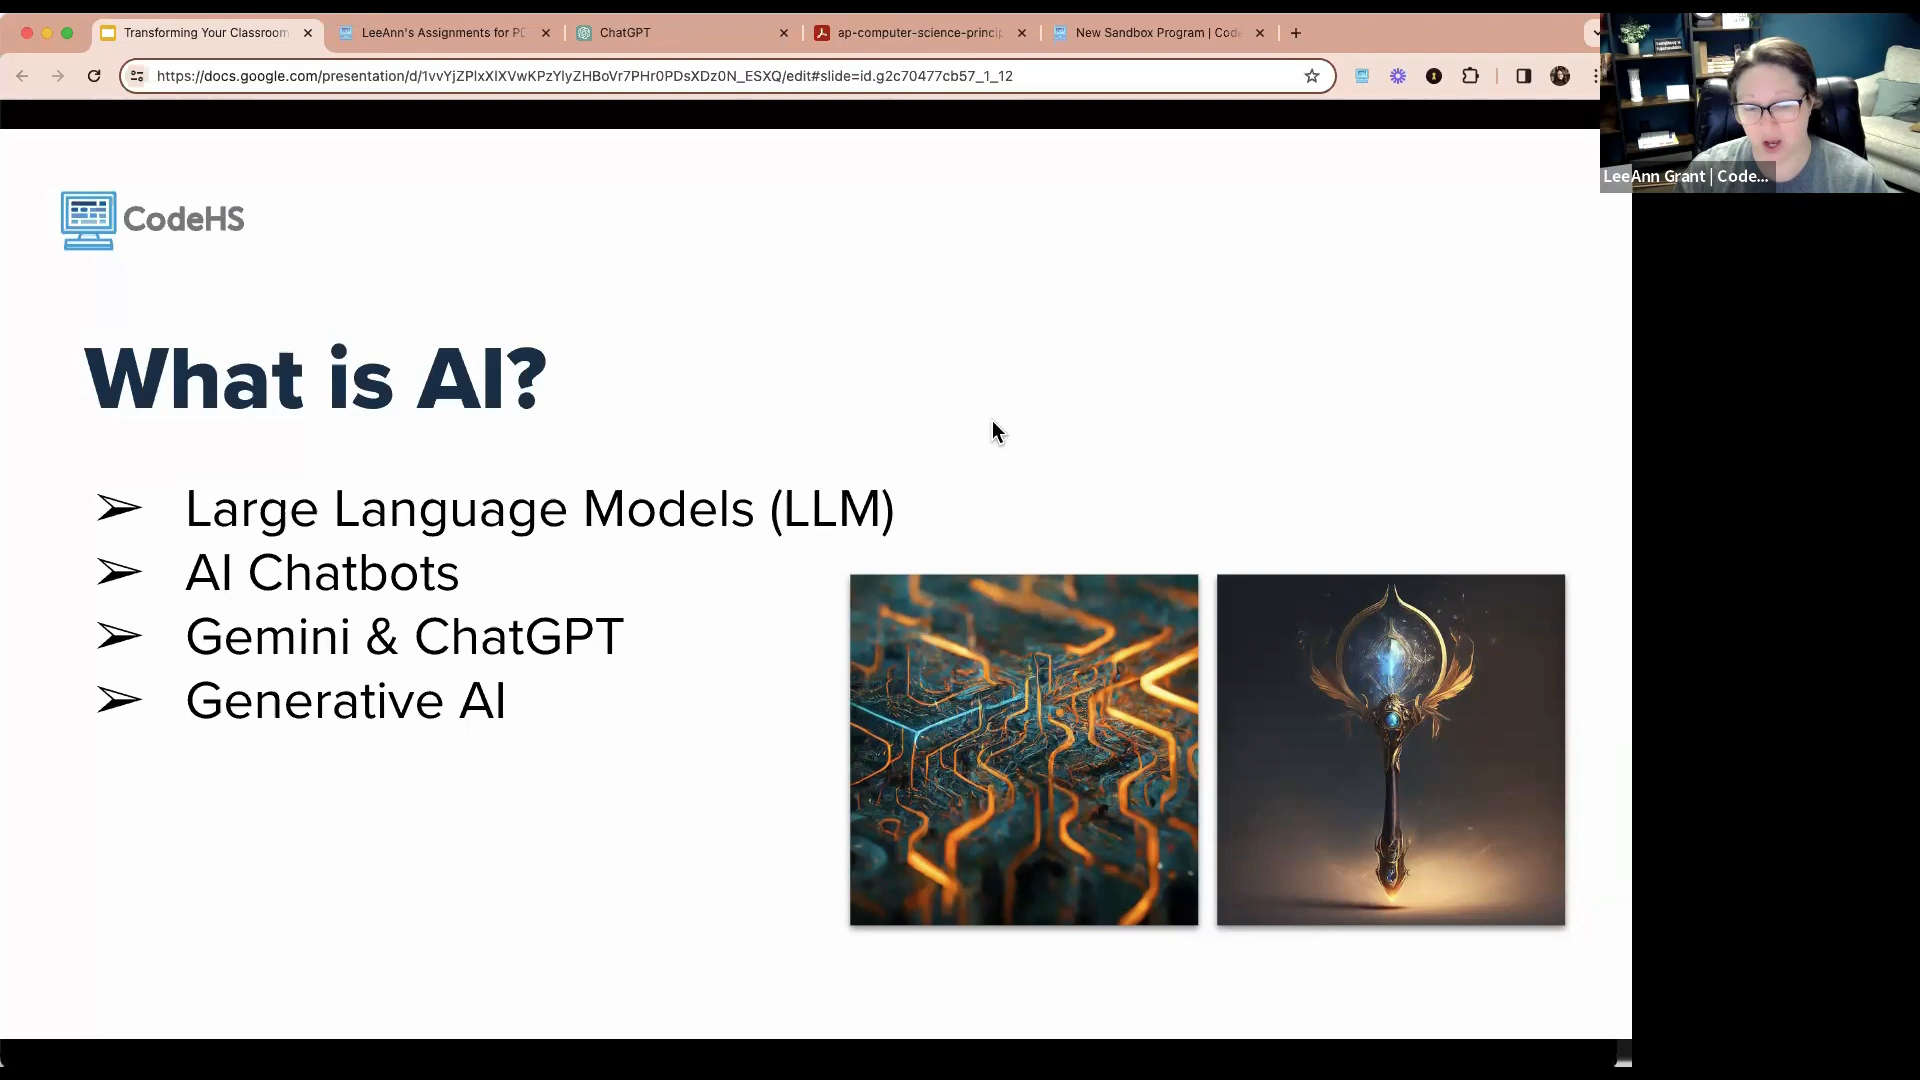 Transforming Your Classroom
LeeAnn's Assignments for PD
ChatGPT
ap-computer-science-princip
New Sandbox Program | Code
https://docs.google.com/presentation/d/1vvYjZPlxXlXVwKPzYlyZHBoVr7PHr0PDsXDz0N_ESXQ/edit#slide=id.g2c70477cb57_1_12
LeeAnn Grant | Code...
CodeHS
What is AI?
➢ Large Language Models (LLM)
➢ AI Chatbots
➢ Gemini & ChatGPT
➢ Generative AI